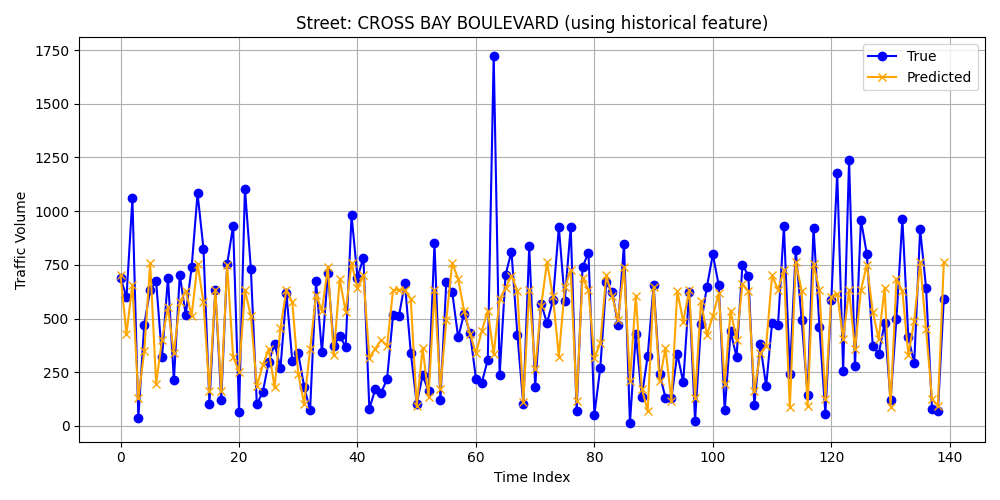 Street: CROSS BAY BOULEVARD (using historical feature)
True
Predicted
Traffic Volume
1750
1500
1250
1000
750
500
250
0
0 20 40 60 80 100 120 140
Time Index